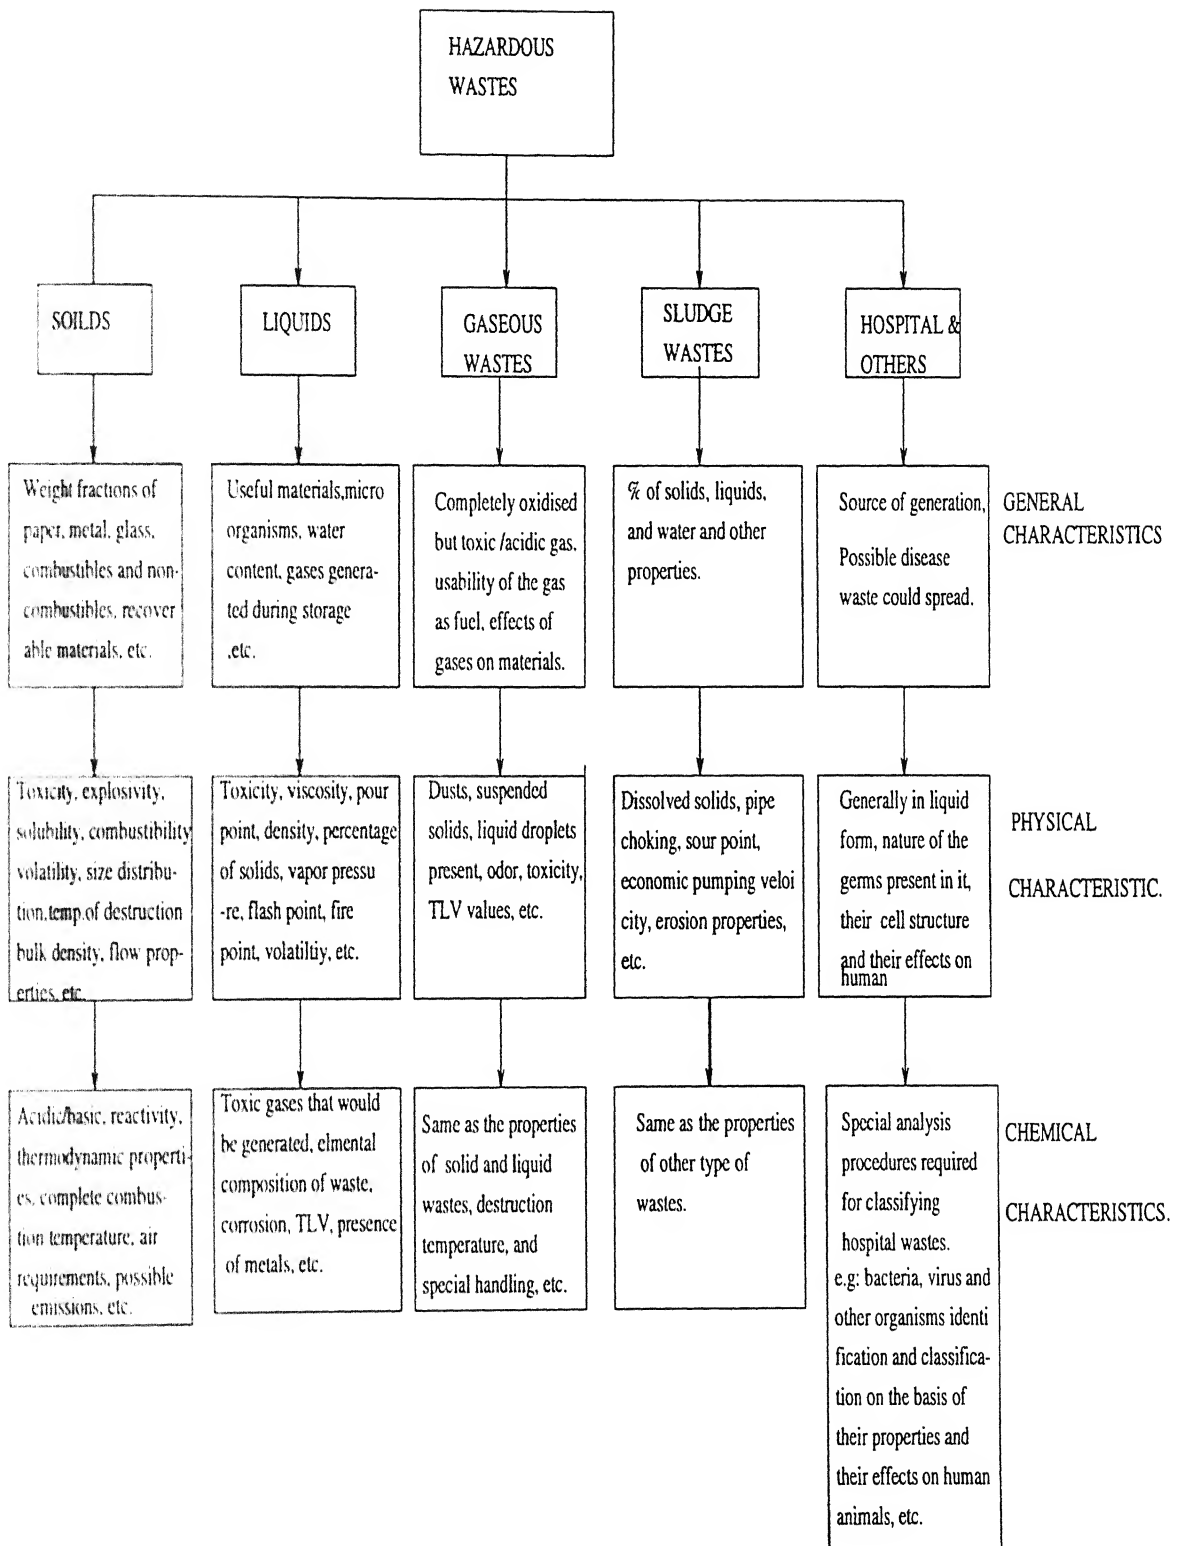 HAZARDOUS
WASTES
SOILDS
LIQUIDS
GASEOUS
WASTES
SLUDGE
WASTES
HOSPITAL &
OTHERS
Weight fractions of
paper, metal, glass,
combustibles and non-
combustibles, recover
able materials, etc.
Useful materials,micro
organisms, water
content, gases genera-
ted during storage
,etc.
Completely oxidised
but toxic /acidic gas,
usability of the gas
as fuel, effects of
gases on materials.
% of solids, liquids,
and water and other
properties.
Source of generation,
Possible disease
waste could spread.
GENERAL
CHARACTERISTICS
Toxicity, explosivity,
solubility, combustibility
volatility, size distribu-
tion,temp.of destruction
bulk density, flow prop-
erties, etc.
Toxicity, viscosity, pour
point, density, percentage
of solids, vapor pressu
-re, flash point, fire
point, volatiltiy, etc.
Dusts, suspended
solids, liquid droplets
present, odor, toxicity,
TLV values, etc.
Dissolved solids, pipe
choking, sour point,
economic pumping veloi
city, erosion properties,
etc.
Generally in liquid
form, nature of the
germs present in it,
their cell structure
and their effects on
human
PHYSICAL
CHARACTERISTIC.
Acidic/basic, reactivity,
thermodynamic properti-
es, complete combus-
tion temperature, air
requirements, possible
emissions, etc.
Toxic gases that would
be generated, elmental
composition of waste,
corrosion, TLV, presence
of metals, etc.
Same as the properties
of solid and liquid
wastes, destruction
temperature, and
special handling, etc.
Same as the properties
of other type of
wastes.
Special analysis
procedures required
for classifying
hospital wastes.
e.g: bacteria, virus and
other organisms identi
fication and classifica-
tion on the basis of
their properties and
their effects on human
animals, etc.
CHEMICAL
CHARACTERISTICS.